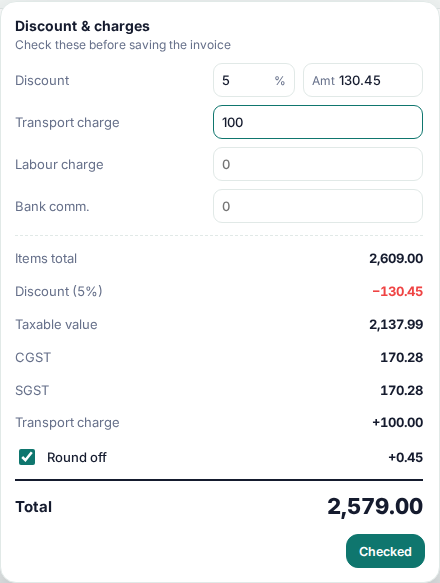 Discount & charges
Check these before saving the invoice
Discount 5 % Amt 130.45
Transport charge 100
Labour charge 0
Bank comm. 0
Items total 2,609.00
Discount (5%) −130.45
Taxable value 2,137.99
CGST 170.28
SGST 170.28
Transport charge +100.00
Round off +0.45
Total 2,579.00
Checked